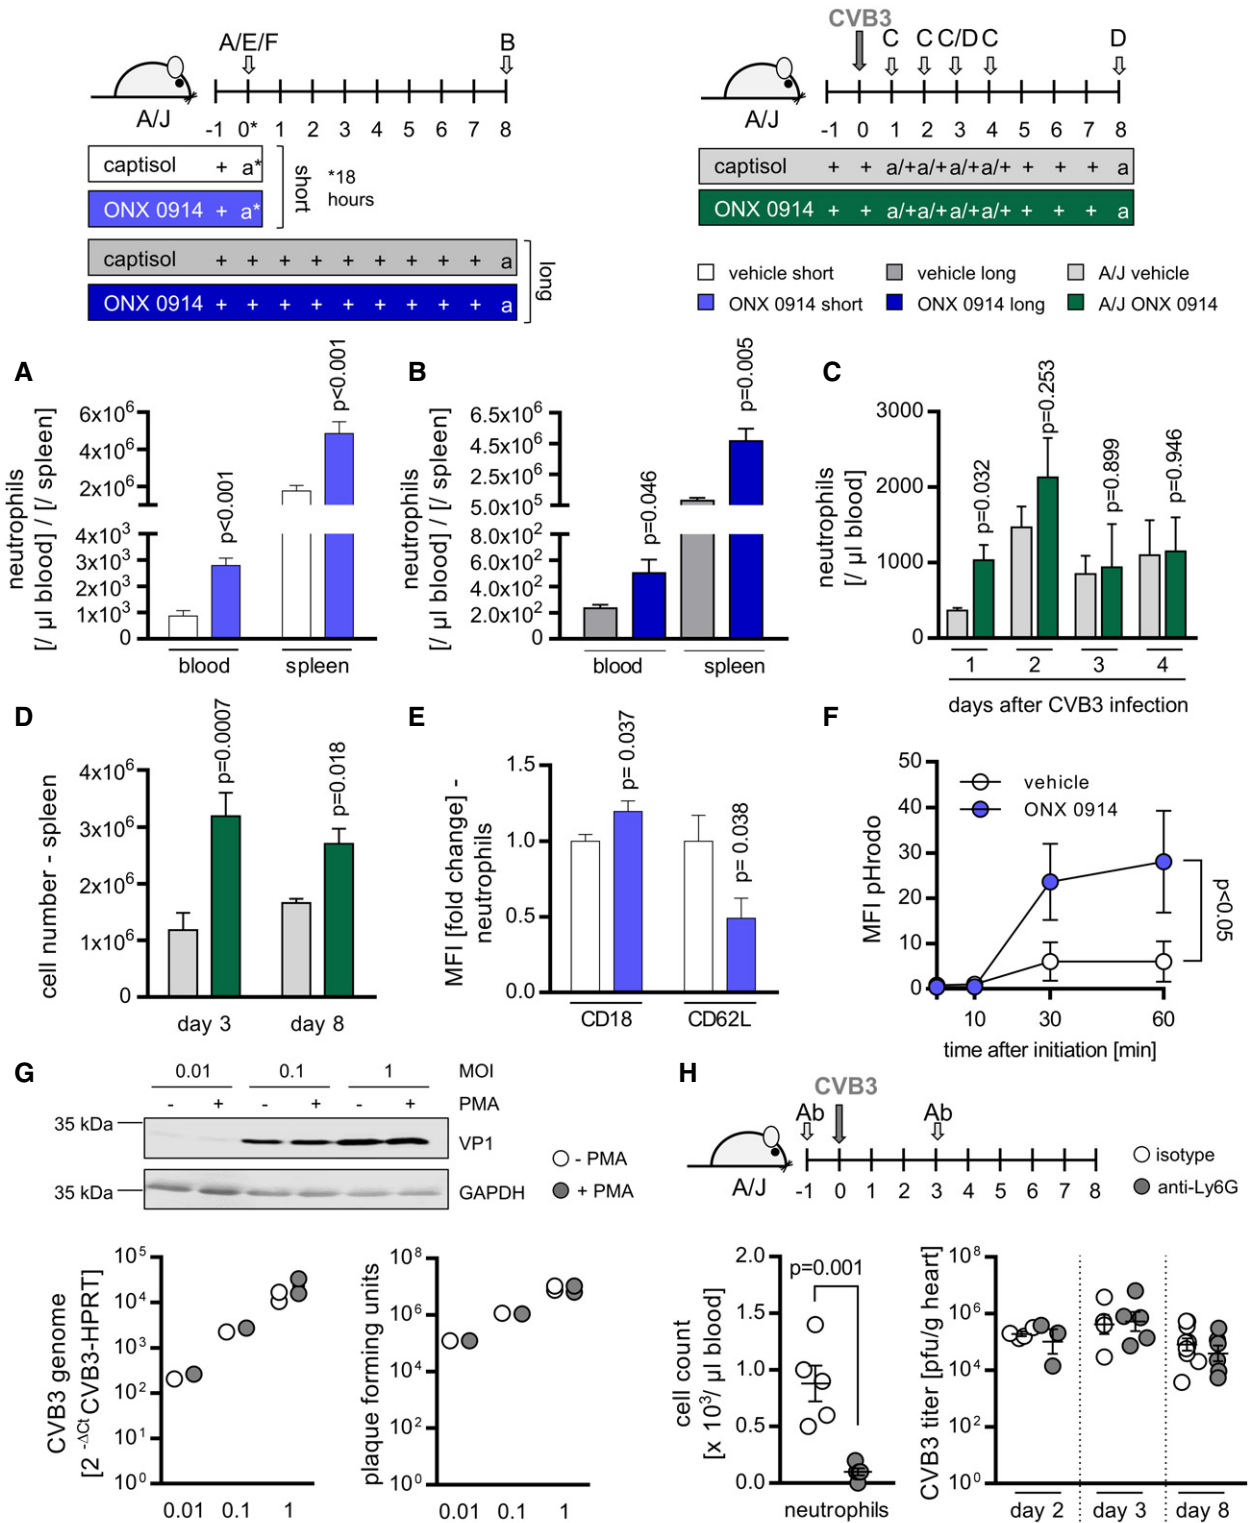 A/E/F
B
A/J
-1 0* 1 2 3 4 5 6 7 8
captisol + a*
ONX 0914 + a*
short
*18 hours
captisol + + + + + + + + + a
ONX 0914 + + + + + + + + + a
long
CVB3
C C C/D C D
A/J
-1 0 1 2 3 4 5 6 7 8
captisol + + a/+a/+a/+a/+ + + + a
ONX 0914 + + a/+a/+a/+a/+ + + + a
vehicle short
vehicle long
A/J vehicle
ONX 0914 short
ONX 0914 long
A/J ONX 0914
A
neutrophils
[/ µl blood] / [/ spleen]
6x10⁶
4x10⁶
2x10⁶
4x10³
3x10³
2x10³
1x10³
0
p<0.001
p<0.001
blood
spleen
B
neutrophils
[/ µl blood] / [/ spleen]
6.5x10⁶
4.5x10⁶
2.5x10⁶
5.0x10⁵
8.0x10²
6.0x10²
4.0x10²
2.0x10²
0
p=0.046
p=0.005
blood
spleen
C
neutrophils
[/ µl blood]
3000
2000
1000
0
p=0.032
p=0.253
p=0.899
p=0.946
1 2 3 4
days after CVB3 infection
D
cell number - spleen
4x10⁶
3x10⁶
2x10⁶
1x10⁶
0
p=0.0007
p=0.018
day 3
day 8
E
MFI [fold change] -
neutrophils
1.5
1.0
0.5
0.0
p= 0.037
p= 0.038
CD18
CD62L
F
MFI pHrodo
50
40
30
20
10
0
vehicle
ONX 0914
p<0.05
10 30 60
time after initiation [min]
G
0.01 0.1 1 MOI
- + - + - + PMA
35 kDa
VP1
35 kDa
GAPDH
- PMA
+ PMA
CVB3 genome
[2 -ΔCt CVB3-HPRT]
10⁵
10⁴
10³
10²
10¹
10⁰
0.01 0.1 1
plaque forming units
10⁸
10⁶
10⁴
10²
10⁰
0.01 0.1 1
H
CVB3
Ab
Ab
A/J
-1 0 1 2 3 4 5 6 7 8
isotype
anti-Ly6G
cell count
[x 10³/ µl blood]
2.0
1.5
1.0
0.5
0.0
p=0.001
neutrophils
CVB3 titer [pfu/g heart]
10⁸
10⁶
10⁴
10²
10⁰
day 2
day 3
day 8